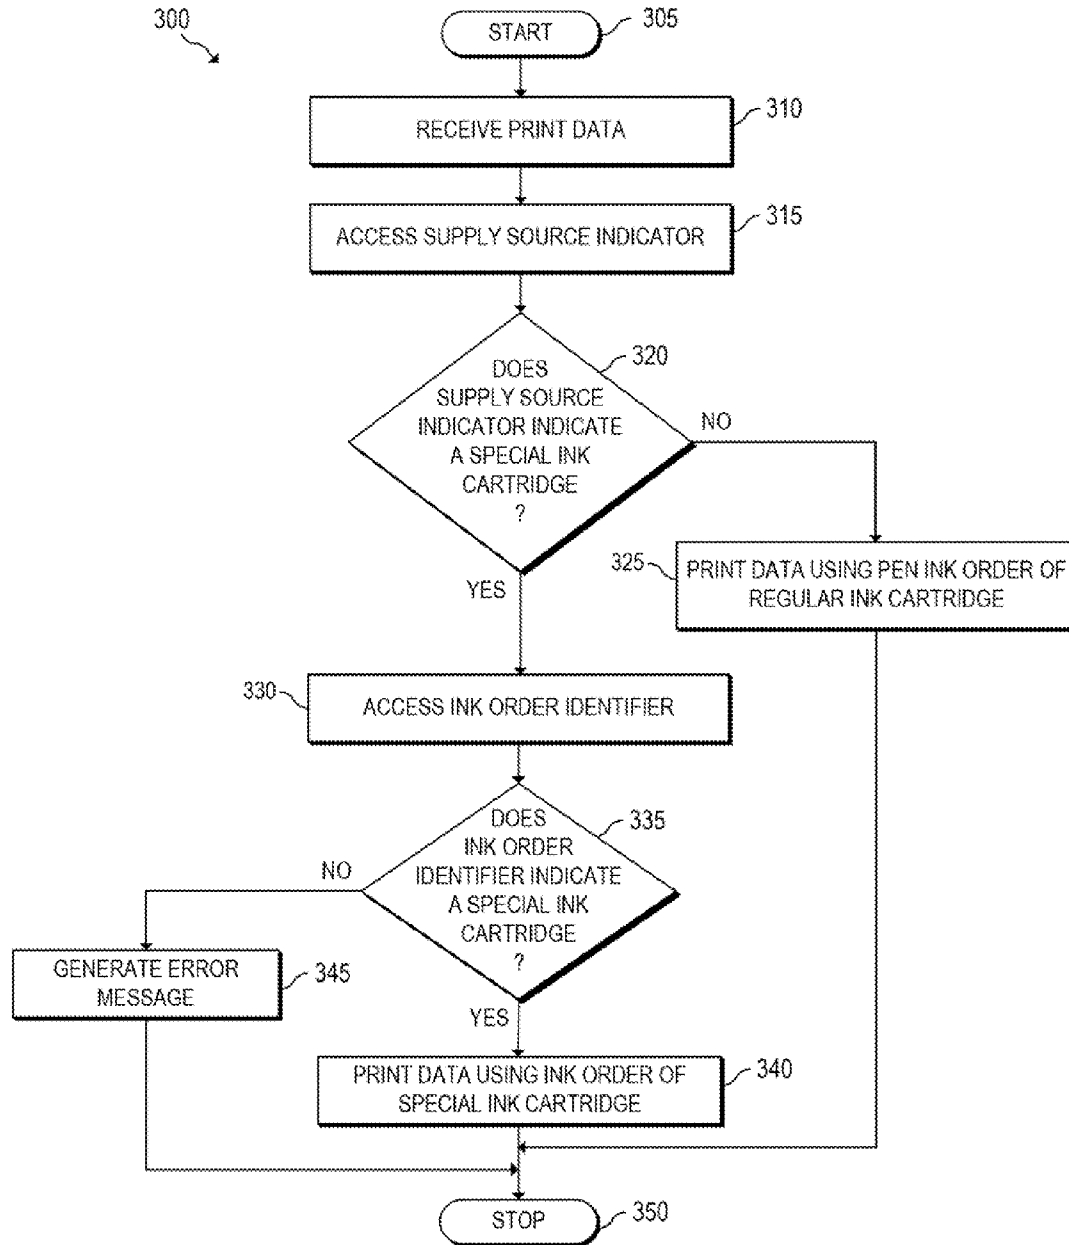 300
START
305
RECEIVE PRINT DATA
310
ACCESS SUPPLY SOURCE INDICATOR
315
DOES
SUPPLY SOURCE
INDICATOR INDICATE
A SPECIAL INK
CARTRIDGE
?
320
NO
YES
325
PRINT DATA USING PEN INK ORDER OF
REGULAR INK CARTRIDGE
330
ACCESS INK ORDER IDENTIFIER
DOES
INK ORDER
IDENTIFIER INDICATE
A SPECIAL INK
CARTRIDGE
?
335
NO
YES
GENERATE ERROR
MESSAGE
345
PRINT DATA USING INK ORDER OF
SPECIAL INK CARTRIDGE
340
STOP
350